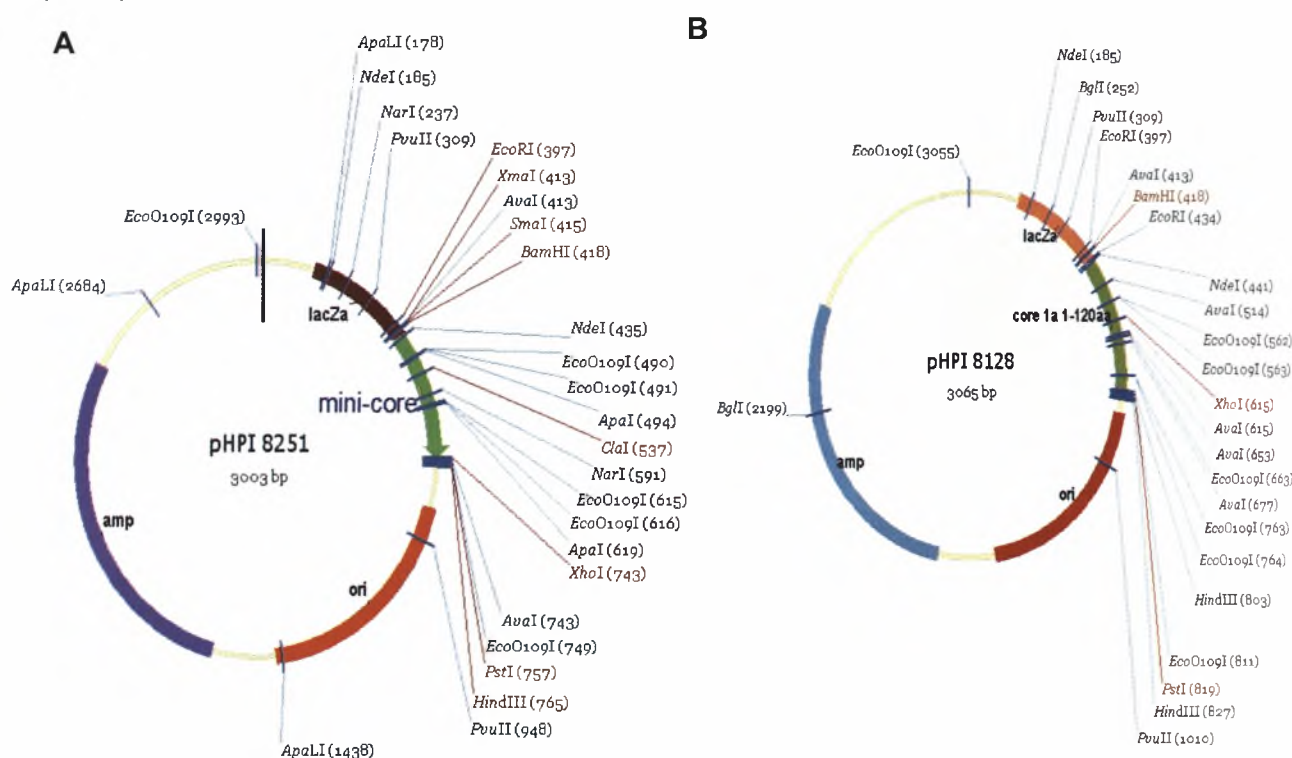 A
ApaLI (178)
NdeI (185)
NarI (237)
PvuII (309)
EcoRI (397)
XmaI (413)
AvaI (413)
SmaI (415)
BamHI (418)
EcoO109I (2993)
ApaLI (2684)
lacZa
NdeI (435)
EcoO109I (490)
EcoO109I (491)
ApaI (494)
ClaI (537)
NarI (591)
EcoO109I (615)
EcoO109I (616)
ApaI (619)
XhoI (743)
mini-core
pHPI 8251
3003 bp
amp
ori
AvaI (743)
EcoO109I (749)
PstI (757)
HindIII (765)
PvuII (948)
ApaLI (1438)
B
NdeI (185)
BglI (252)
PvuII (309)
EcoRI (397)
EcoO109I (3055)
AvaI (413)
BamHI (418)
EcoRI (434)
lacZa
NdeI (441)
AvaI (514)
core 1a 1-120aa
EcoO109I (562)
EcoO109I (563)
pHPI 8128
3065 bp
XhoI (615)
BglI (2199)
AvaI (615)
AvaI (653)
EcoO109I (663)
amp
AvaI (677)
ori
EcoO109I (763)
EcoO109I (764)
HindIII (803)
EcoO109I (811)
PstI (819)
HindIII (827)
PvuII (1010)